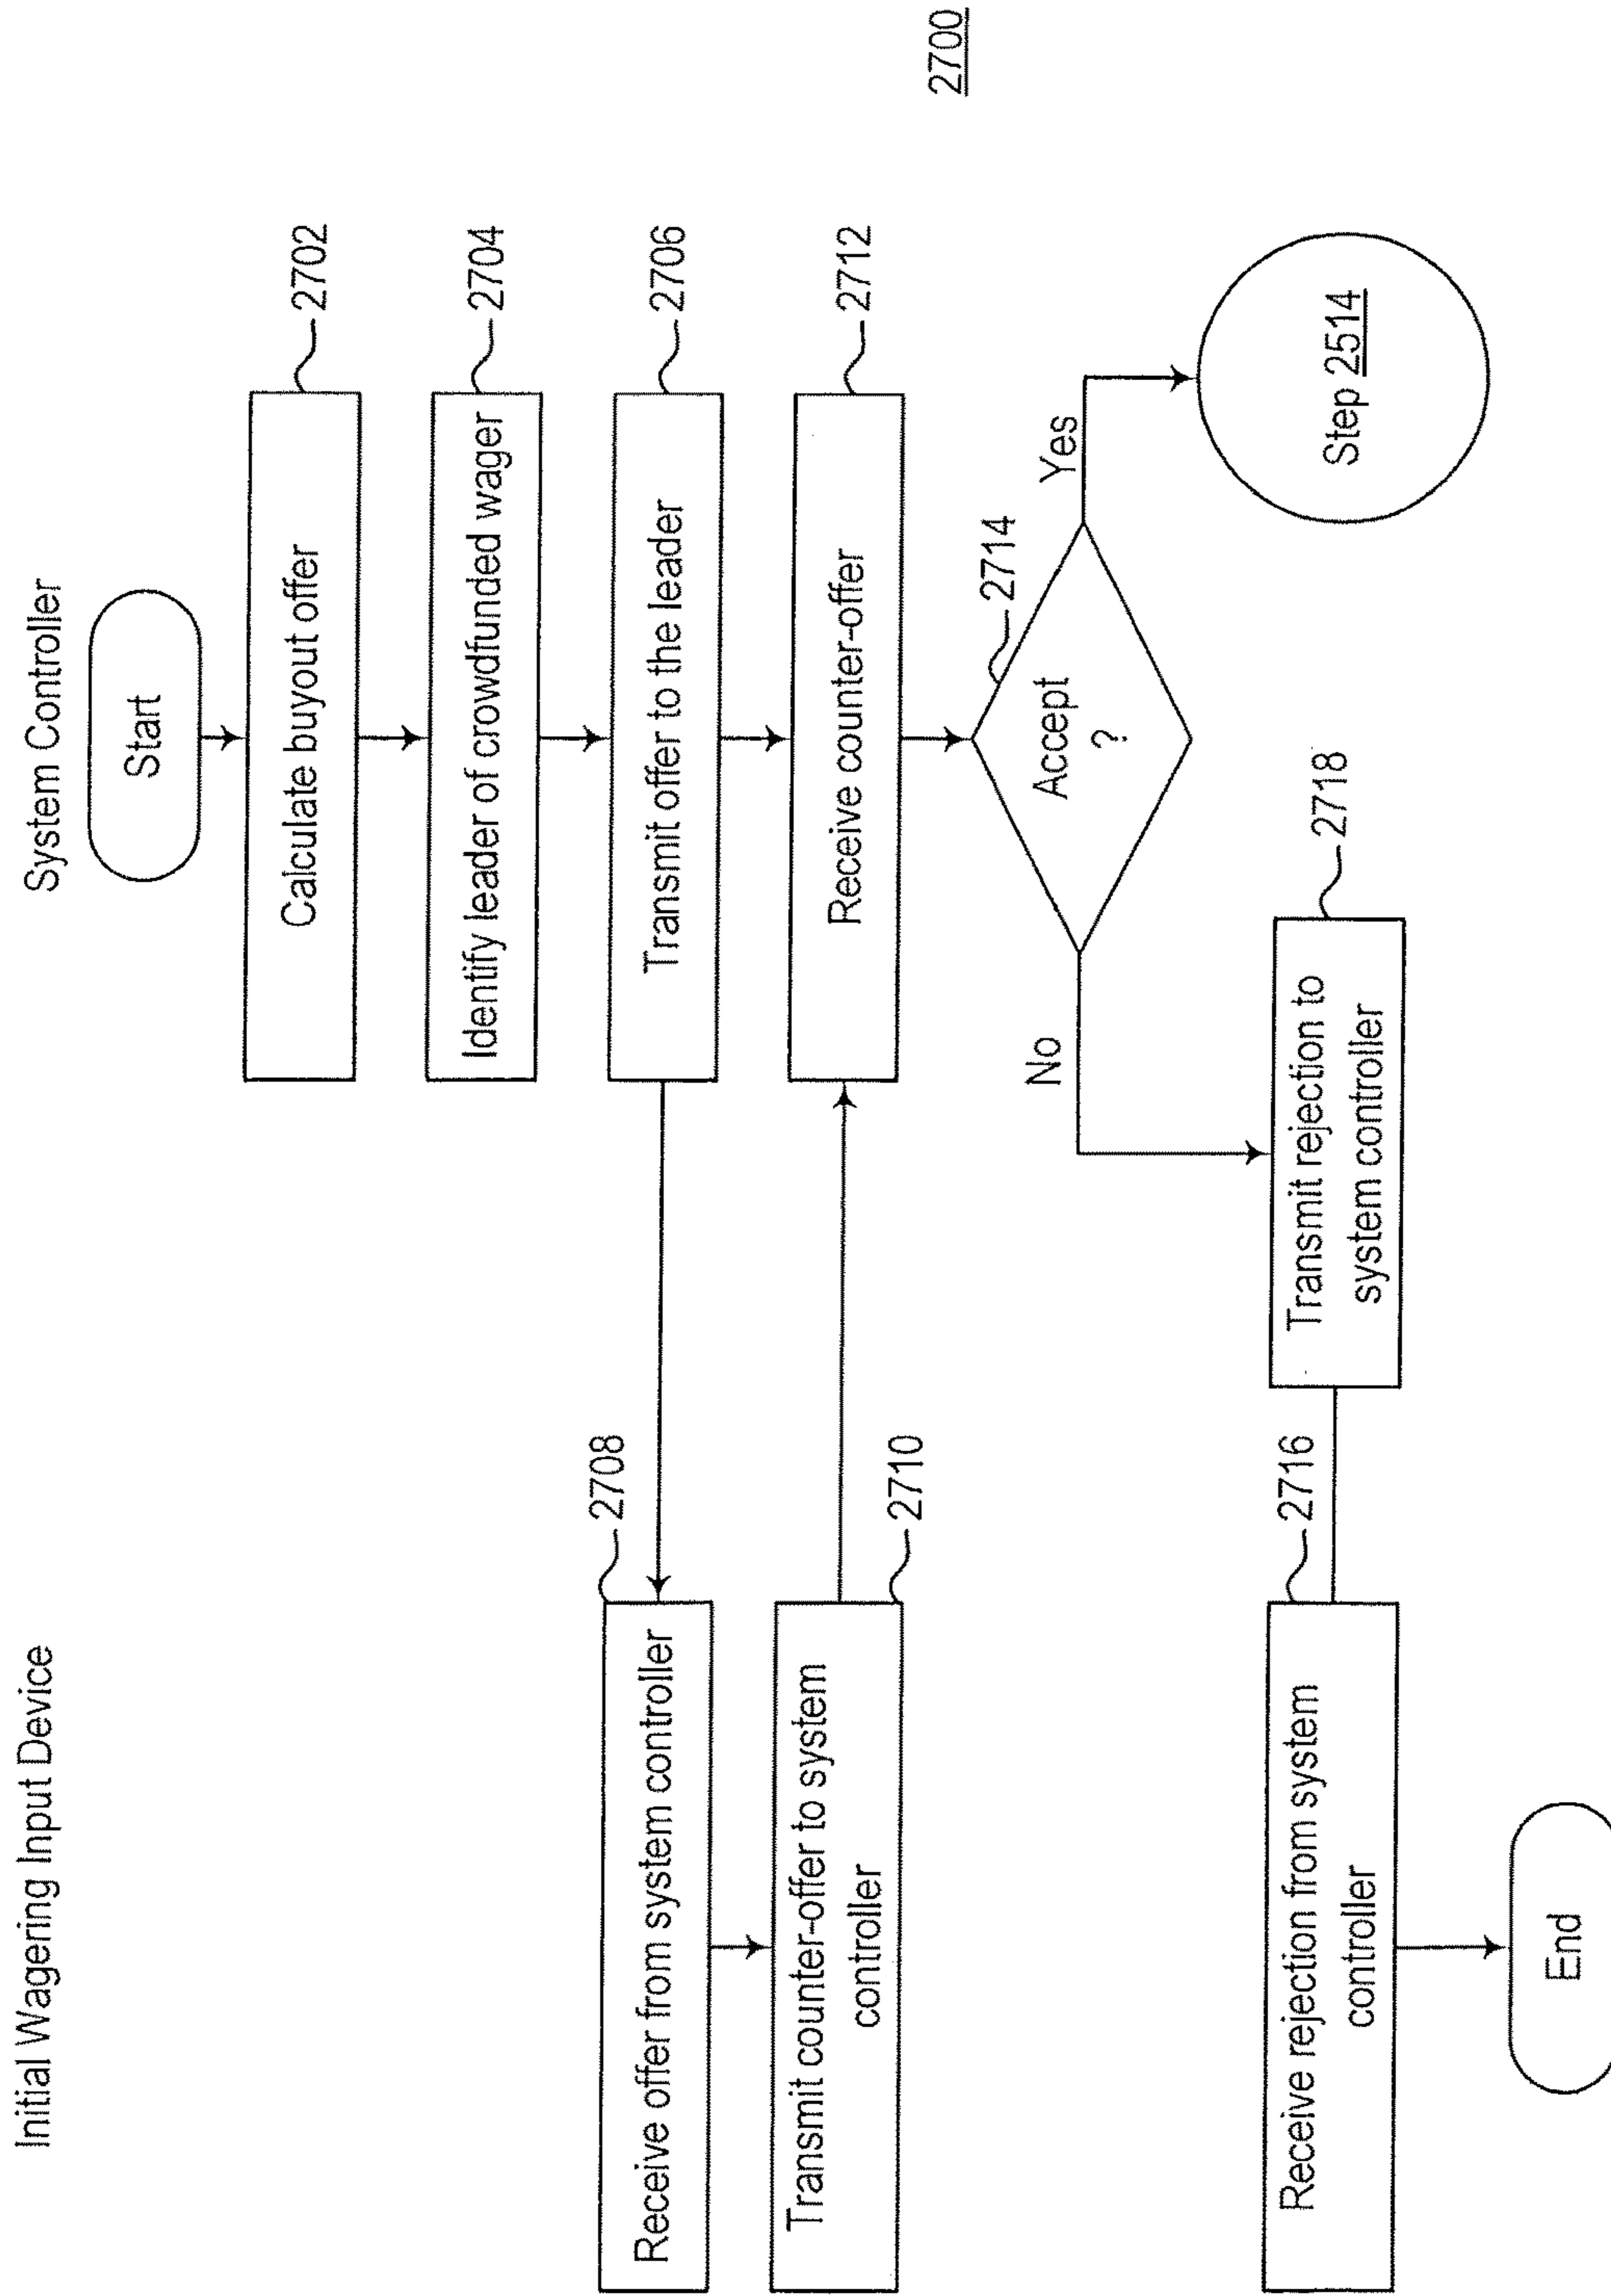 Initial Wagering Input Device
System Controller
Start
Calculate buyout offer
2702
Identify leader of crowdfunded wager
2704
Transmit offer to the leader
2706
2708
Receive offer from system controller
Transmit counter-offer to system
controller
2710
Receive counter-offer
2712
Accept
?
2714
Yes
No
Step 2514
Transmit rejection to
system controller
2718
2716
Receive rejection from system
controller
End
2700